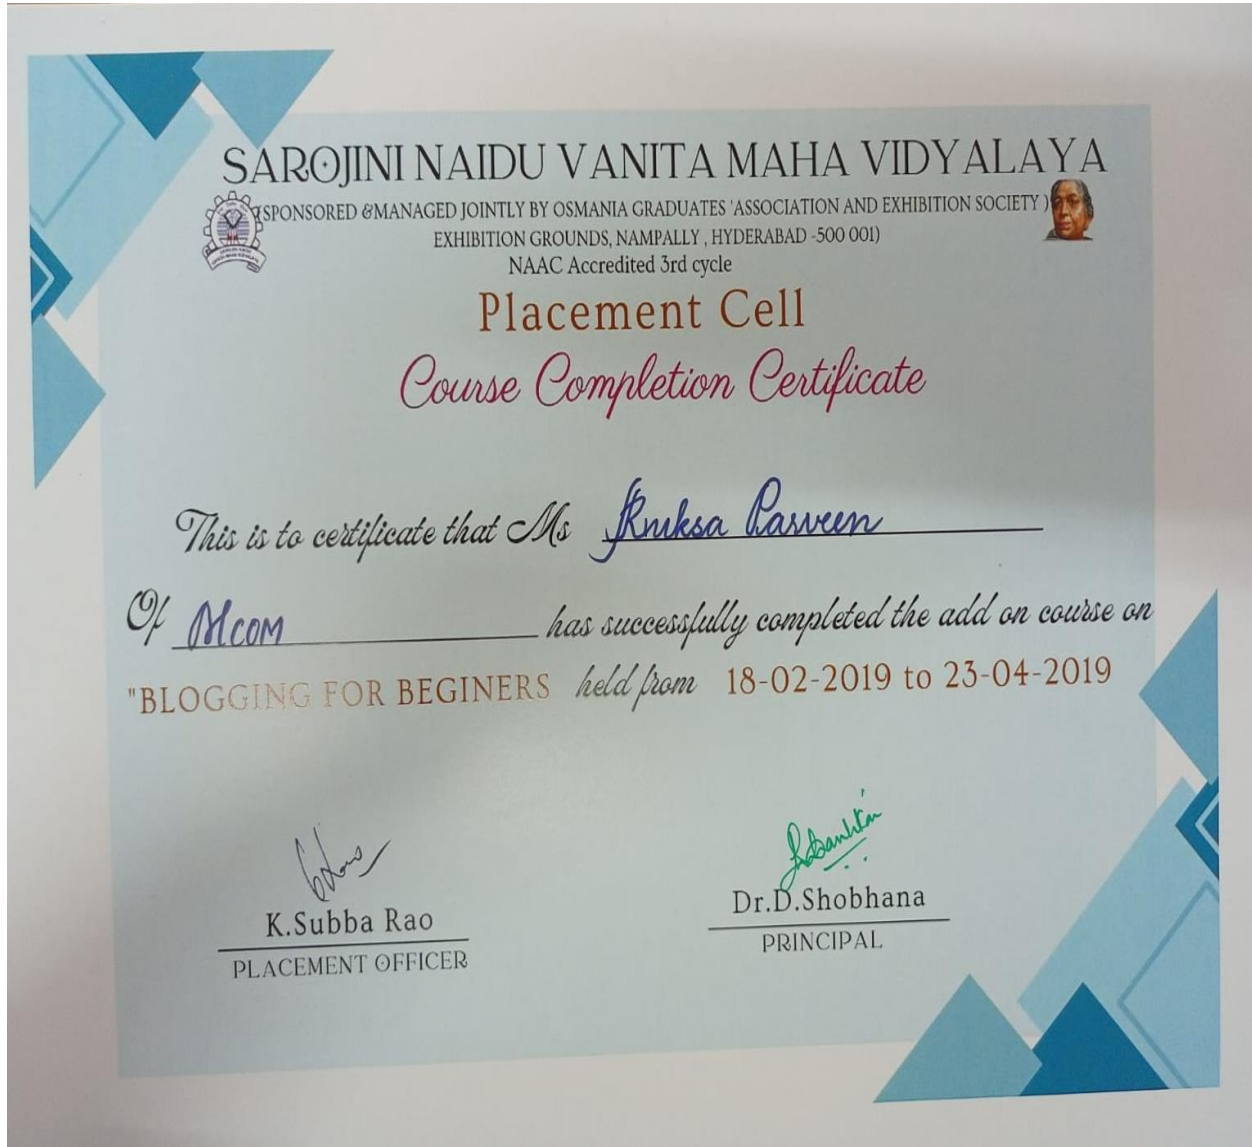 SAROJINI NAIDU VANITA MAHA VIDYALAYA
(SPONSORED &MANAGED JOINTLY BY OSMANIA GRADUATES 'ASSOCIATION AND EXHIBITION SOCIETY )
EXHIBITION GROUNDS, NAMPALLY , HYDERABAD -500 001)
NAAC Accredited 3rd cycle
Placement Cell
Course Completion Certificate
This is to certificate that Ms Ruksa Parveen
Of MCOM has successfully completed the add on course on
"BLOGGING FOR BEGINERS held from 18-02-2019 to 23-04-2019
K.Subba Rao
PLACEMENT OFFICER
Dr.D.Shobhana
PRINCIPAL